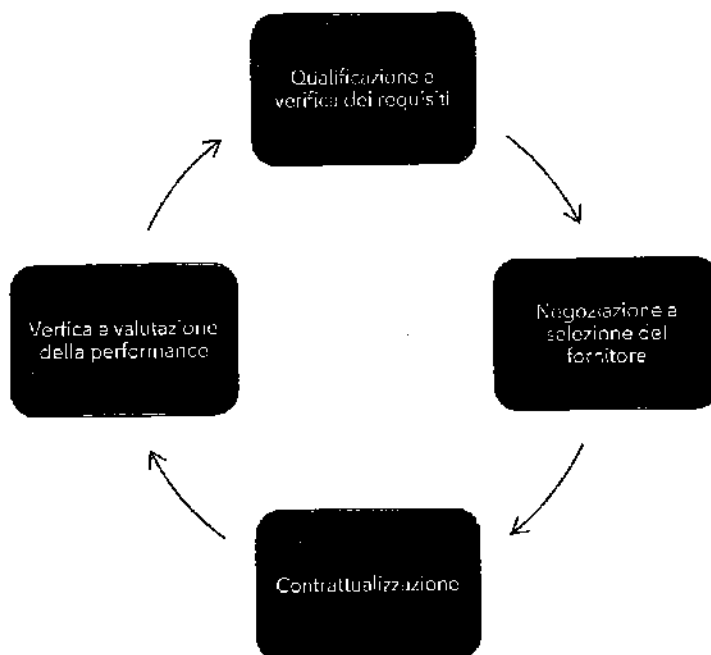 Qualificazione e
verifica dei requisiti
Negoziazione e
selezione del
fornitore
Contrattualizzazione
Verifica e valutazione
della performance